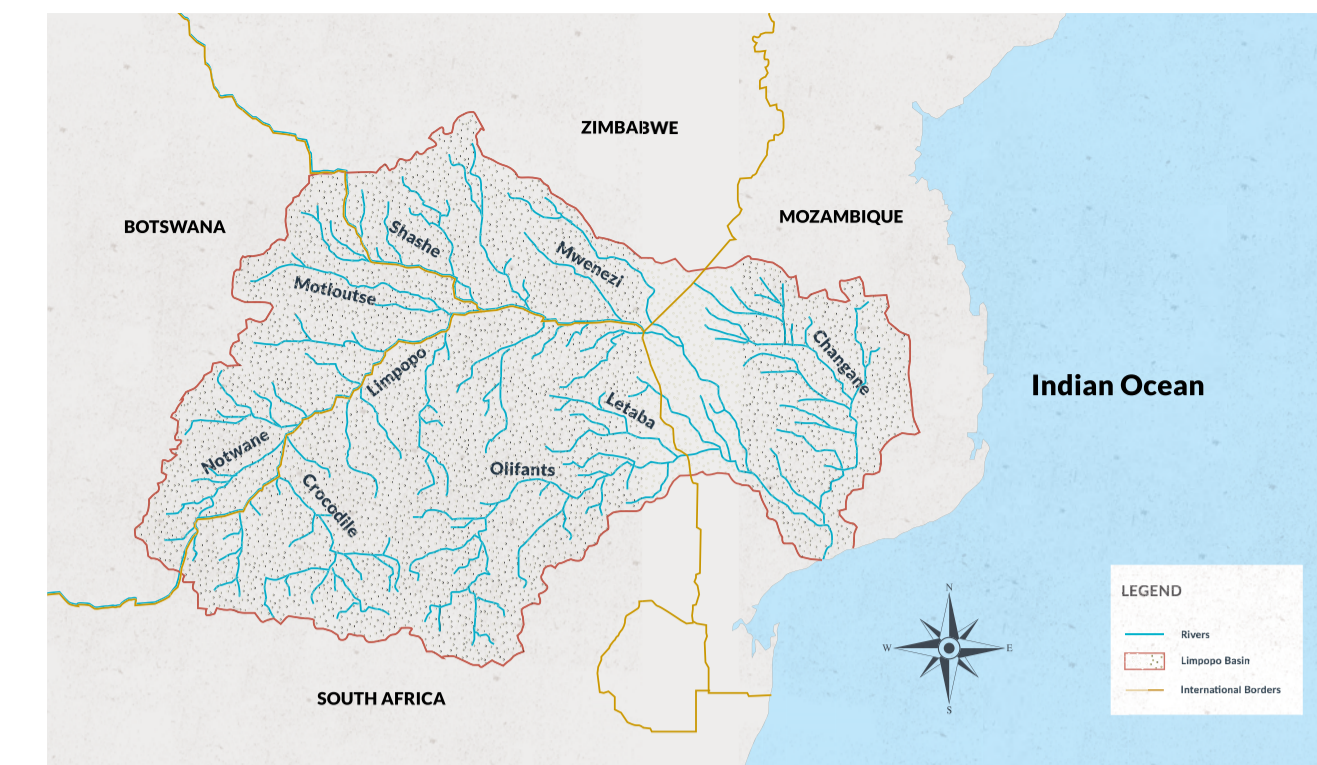 ZIMBABWE
MOZAMBIQUE
BOTSWANA
Shashe
Mwenezi
Motloutse
Changane
Limpopo
Indian Ocean
Letaba
Notwane
Olifants
Crocodile
LEGEND
Rivers
Limpopo Basin
International Borders
N
W
E
S
SOUTH AFRICA